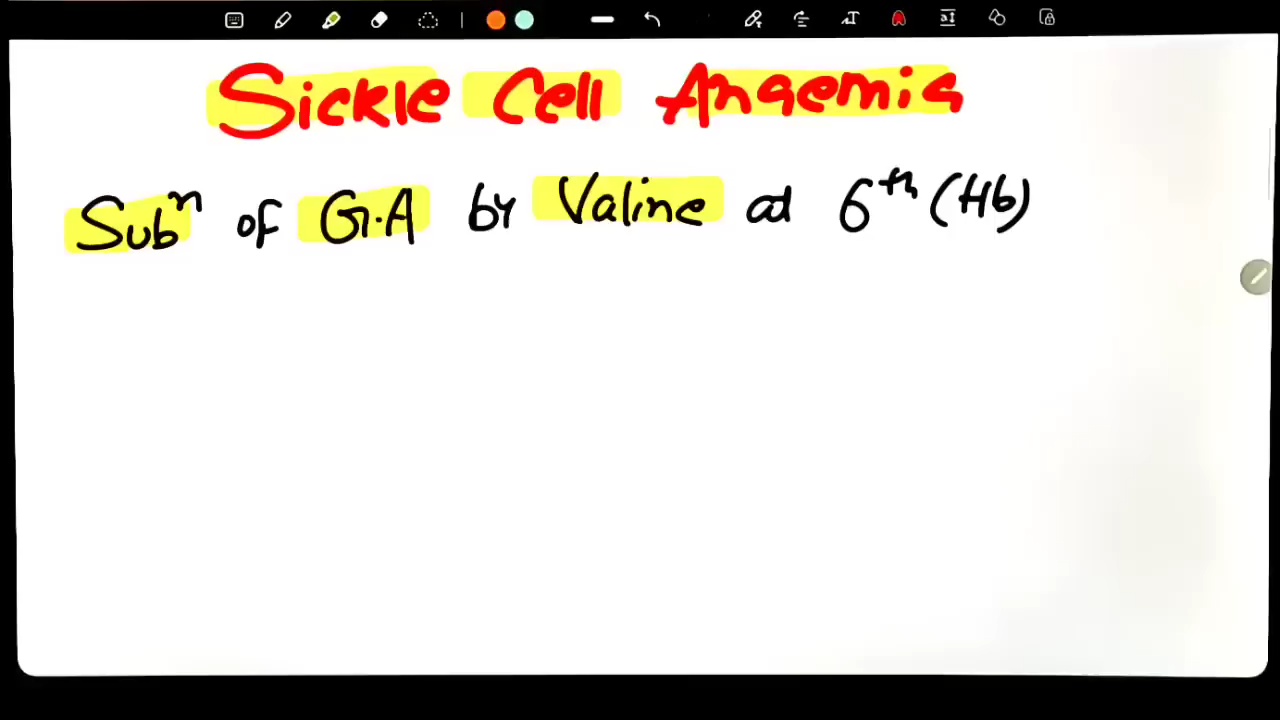 Sickle Cell Anaemia
Subⁿ of G.A by Valine at 6ᵗʰ (Hb)